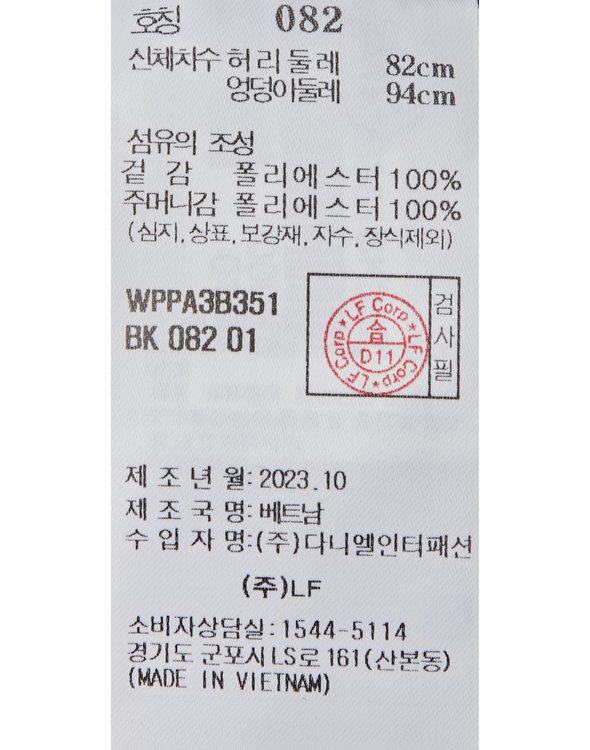 호칭 082
신체치수 허리둘레 82cm
엉덩이둘레 94cm
섬유의 조성
겉감 폴리에스터 100%
주머니감 폴리에스터 100%
(심지, 상표, 보강재, 자수, 장식제외)
WPPA3B351
BK 082 01
★LF Corp★LF Corp★LF Corp
合
D11
검사필
제조년월: 2023.10
제조국명: 베트남
수입자명: (주)다니엘인터패션
(주)LF
소비자상담실: 1544-5114
경기도 군포시 LS로 161(산본동)
(MADE IN VIETNAM)